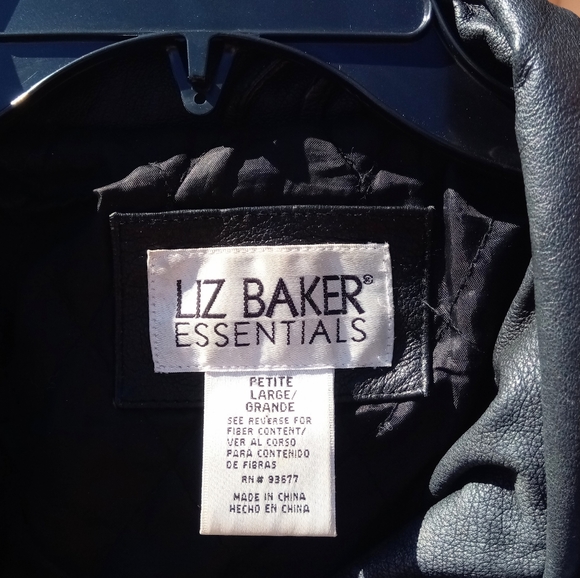 LIZ BAKER®
ESSENTIALS
PETITE
LARGE/
GRANDE
SEE REVERSE FOR
FIBER CONTENT/
VER AL CORSO
PARA CONTENIDO
DE FIBRAS
RN# 93677
MADE IN CHINA
HECHO EN CHINA